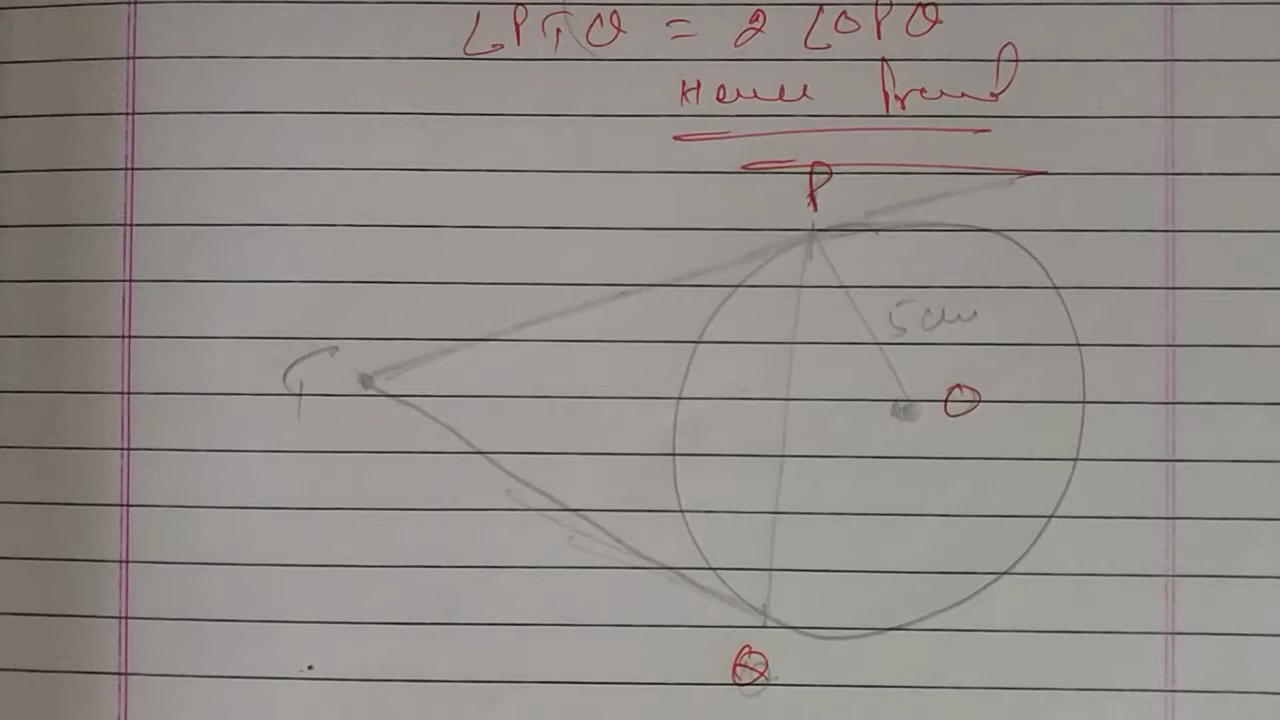 ∠PTQ = 2 ∠OPQ
Hence Proved
P
5cm
T
O
Q